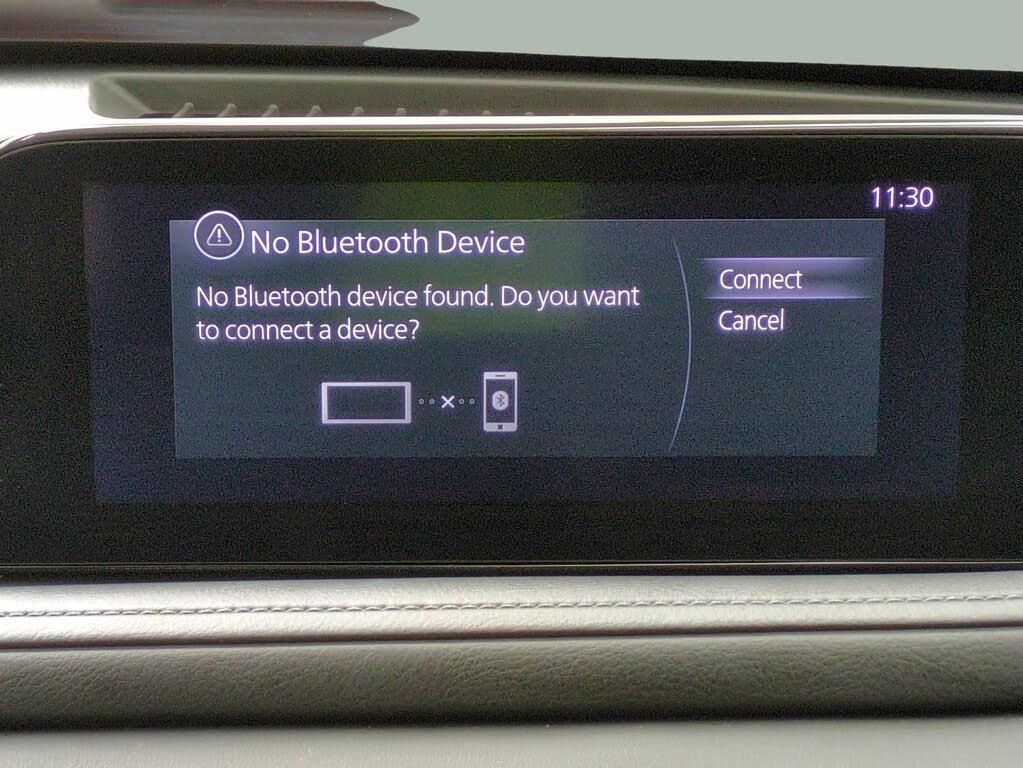 11:30
No Bluetooth Device
No Bluetooth device found. Do you want
to connect a device?
Connect
Cancel